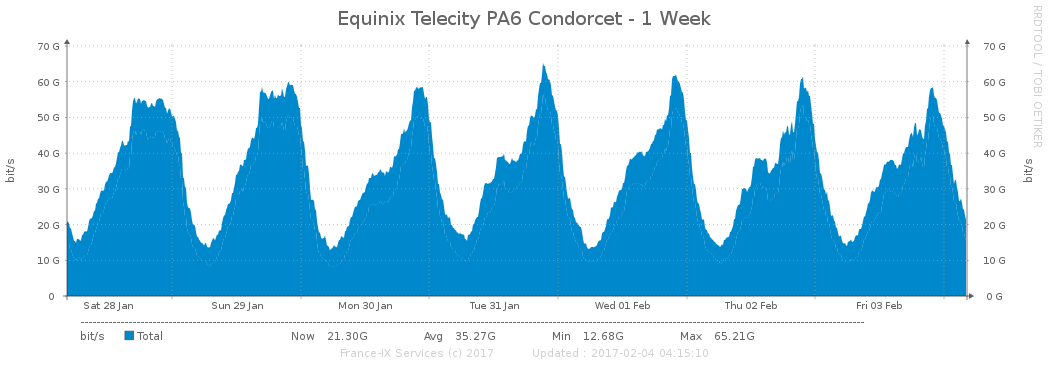 Equinix Telecity PA6 Condorcet - 1 Week
RRDTOOL / TOBI OETIKER
70 G 70 G
60 G 60 G
50 G 50 G
40 G 40 G
30 G 30 G
20 G 20 G
10 G 10 G
0 0 G
bit/s bit/s
Sat 28 Jan Sun 29 Jan Mon 30 Jan Tue 31 Jan Wed 01 Feb Thu 02 Feb Fri 03 Feb
bit/s Total Now 21.30G Avg 35.27G Min 12.68G Max 65.21G
France-IX Services (c) 2017 Updated : 2017-02-04 04:15:10